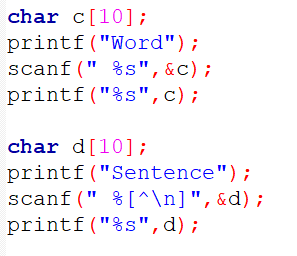 char c[10];
printf("Word");
scanf(" %s",&c);
printf("%s",c);
char d[10];
printf("Sentence");
scanf(" %[^\n]",&d);
printf("%s",d);